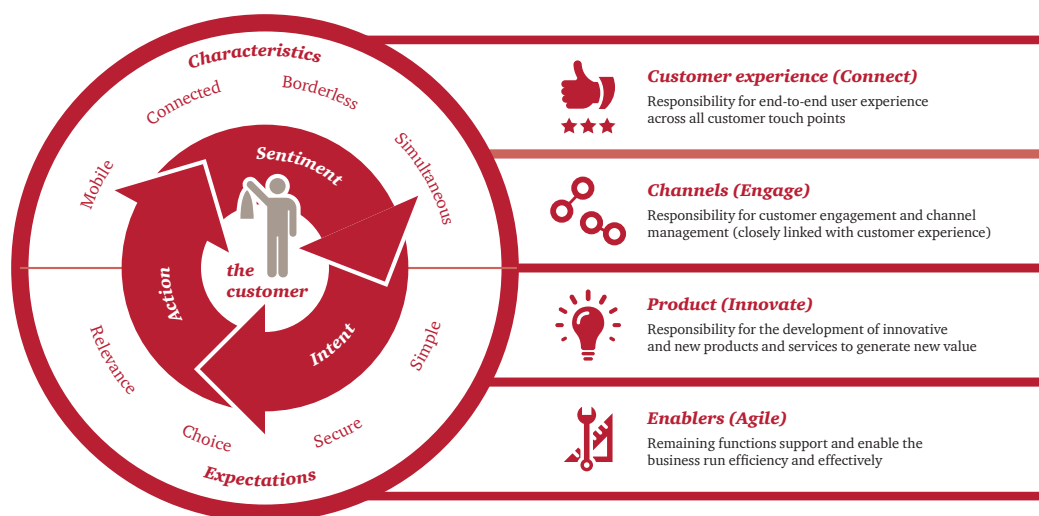 Characteristics
Mobile
Connected
Borderless
Simultaneous
Sentiment
Action
Intent
the
customer
Relevance
Choice
Secure
Simple
Expectations
Customer experience (Connect)
Responsibility for end-to-end user experience
across all customer touch points
Channels (Engage)
Responsibility for customer engagement and channel
management (closely linked with customer experience)
Product (Innovate)
Responsibility for the development of innovative
and new products and services to generate new value
Enablers (Agile)
Remaining functions support and enable the
business run efficiency and effectively